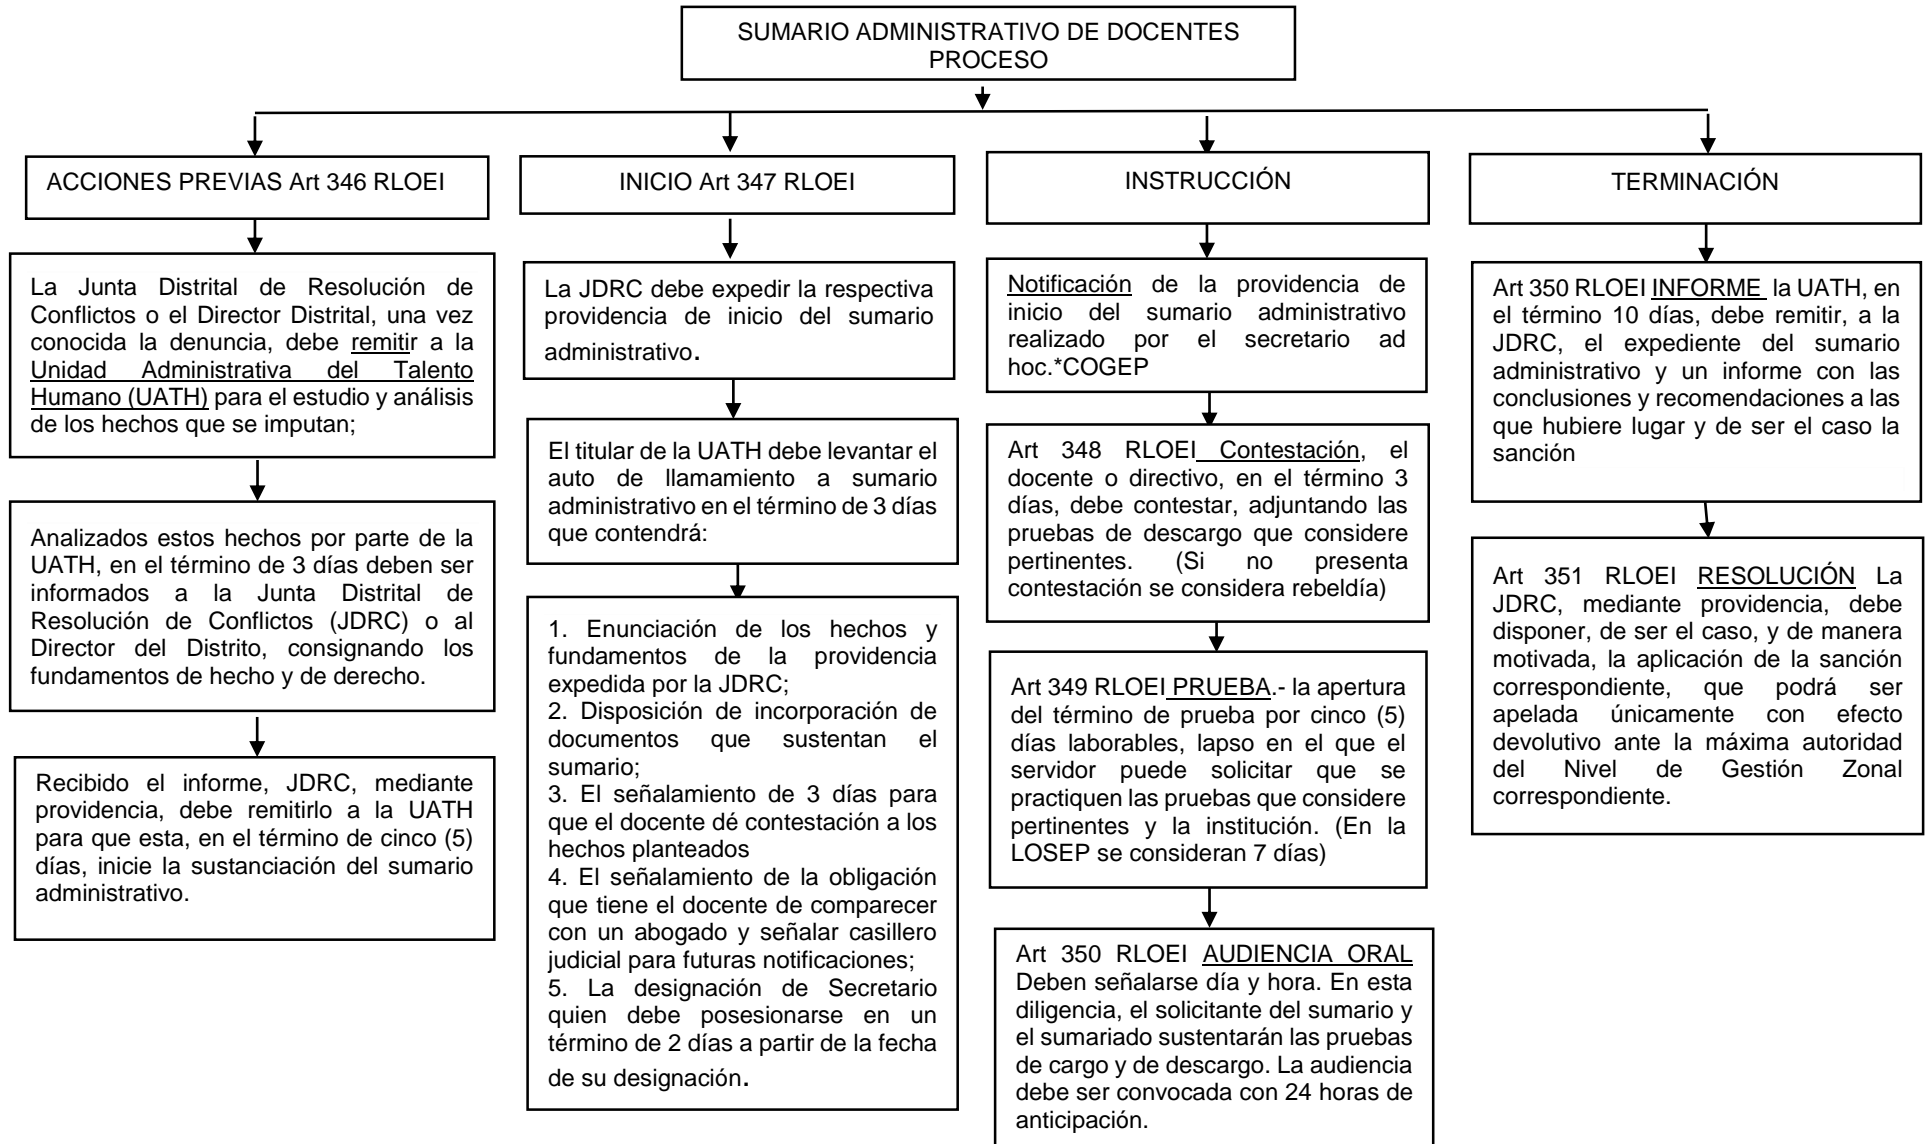 SUMARIO ADMINISTRATIVO DE DOCENTES
PROCESO
ACCIONES PREVIAS Art 346 RLOEI
La Junta Distrital de Resolución de
Conflictos o el Director Distrital, una vez
conocida la denuncia, debe remitir a la
Unidad Administrativa del Talento
Humano (UATH) para el estudio y análisis
de los hechos que se imputan;
Analizados estos hechos por parte de la
UATH, en el término de 3 días deben ser
informados a la Junta Distrital de
Resolución de Conflictos (JDRC) o al
Director del Distrito, consignando los
fundamentos de hecho y de derecho.
Recibido el informe, JDRC, mediante
providencia, debe remitirlo a la UATH
para que esta, en el término de cinco (5)
días, inicie la sustanciación del sumario
administrativo.
INICIO Art 347 RLOEI
La JDRC debe expedir la respectiva
providencia de inicio del sumario
administrativo.
El titular de la UATH debe levantar el
auto de llamamiento a sumario
administrativo en el término de 3 días
que contendrá:
1. Enunciación de los hechos y
fundamentos de la providencia
expedida por la JDRC;
2. Disposición de incorporación de
documentos que sustentan el
sumario;
3. El señalamiento de 3 días para
que el docente dé contestación a los
hechos planteados
4. El señalamiento de la obligación
que tiene el docente de comparecer
con un abogado y señalar casillero
judicial para futuras notificaciones;
5. La designación de Secretario
quien debe posesionarse en un
término de 2 días a partir de la fecha
de su designación.
INSTRUCCIÓN
Notificación de la providencia de
inicio del sumario administrativo
realizado por el secretario ad
hoc.*COGEP
Art 348 RLOEI Contestación, el
docente o directivo, en el término 3
días, debe contestar, adjuntando las
pruebas de descargo que considere
pertinentes. (Si no presenta
contestación se considera rebeldía)
Art 349 RLOEI PRUEBA.- la apertura
del término de prueba por cinco (5)
días laborables, lapso en el que el
servidor puede solicitar que se
practiquen las pruebas que considere
pertinentes y la institución. (En la
LOSEP se consideran 7 días)
Art 350 RLOEI AUDIENCIA ORAL
Deben señalarse día y hora. En esta
diligencia, el solicitante del sumario y
el sumariado sustentarán las pruebas
de cargo y de descargo. La audiencia
debe ser convocada con 24 horas de
anticipación.
TERMINACIÓN
Art 350 RLOEI INFORME la UATH, en
el término 10 días, debe remitir, a la
JDRC, el expediente del sumario
administrativo y un informe con las
conclusiones y recomendaciones a las
que hubiere lugar y de ser el caso la
sanción
Art 351 RLOEI RESOLUCIÓN La
JDRC, mediante providencia, debe
disponer, de ser el caso, y de manera
motivada, la aplicación de la sanción
correspondiente, que podrá ser
apelada únicamente con efecto
devolutivo ante la máxima autoridad
del Nivel de Gestión Zonal
correspondiente.